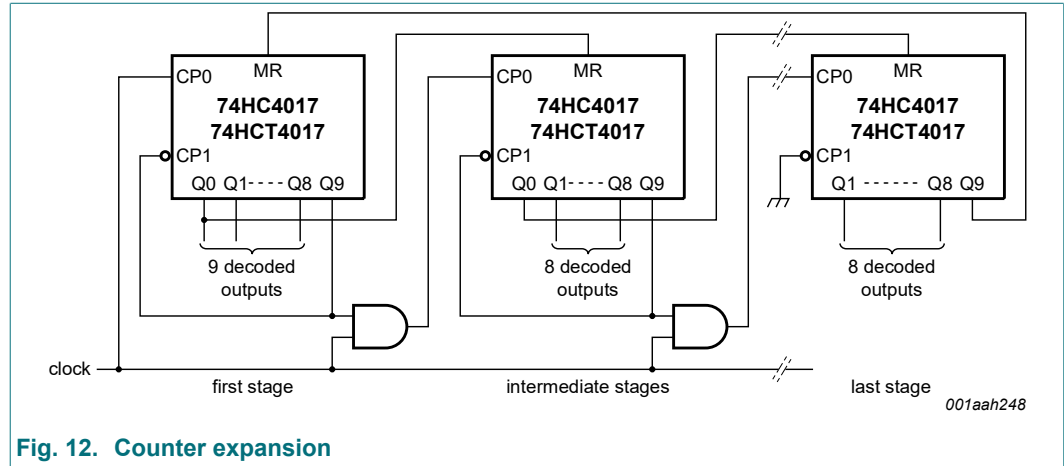 CP0 MR
74HC4017
74HCT4017
CP1
Q0 Q1- - - - Q8 Q9
9 decoded
outputs
CP0 MR
74HC4017
74HCT4017
CP1
Q0 Q1- - - - Q8 Q9
8 decoded
outputs
CP0 MR
74HC4017
74HCT4017
CP1
Q1 - - - - - - Q8 Q9
8 decoded
outputs
clock
first stage
intermediate stages
last stage
001aah248
Fig. 12. Counter expansion